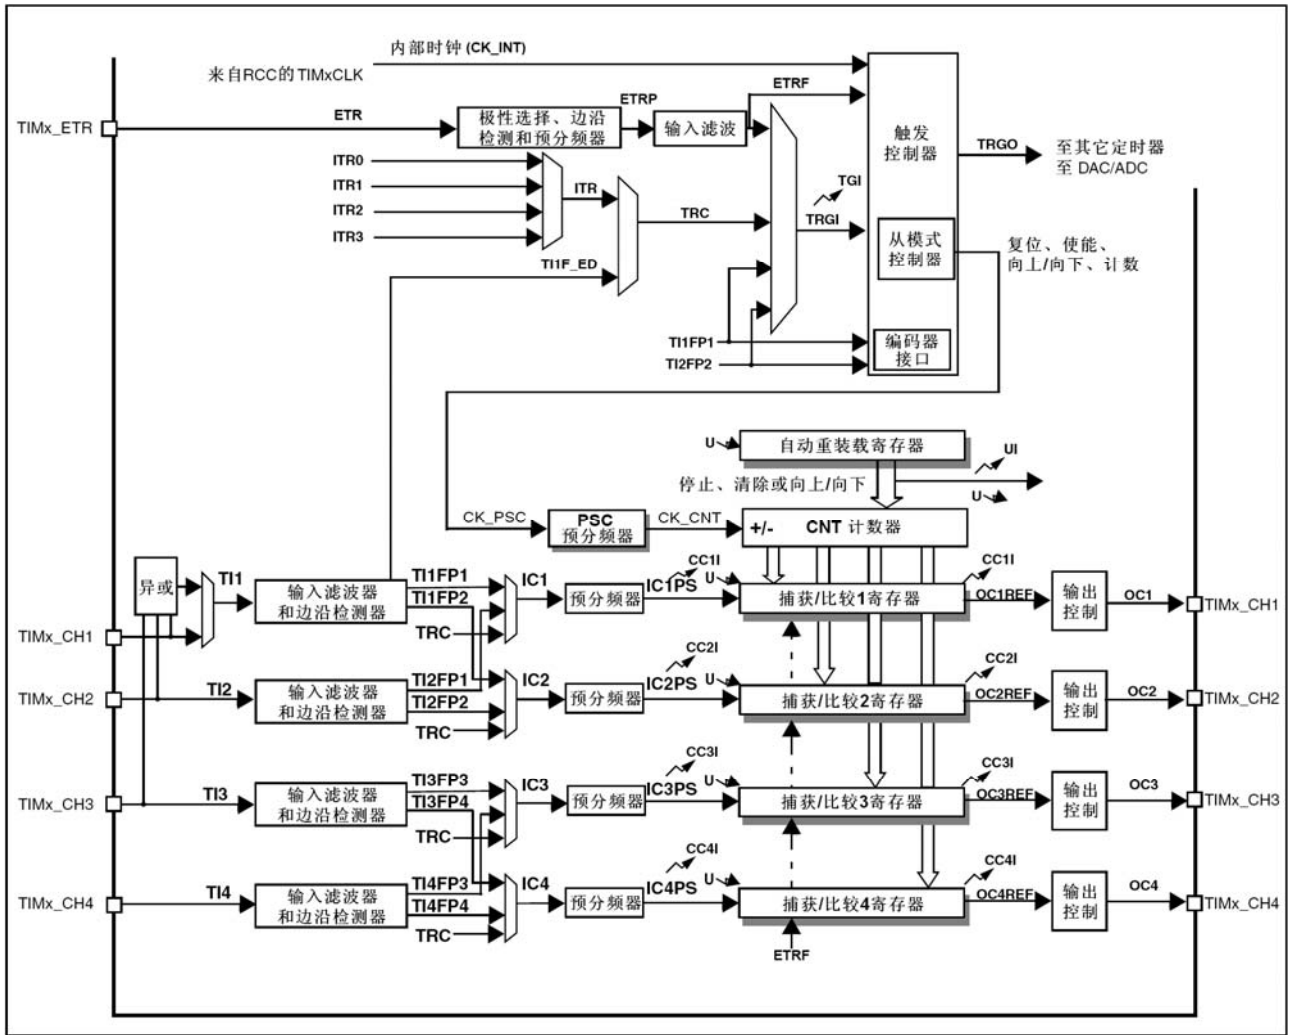 内部时钟 (CK_INT)
来自RCC的TIMxCLK
TIMx_ETR
ETR
极性选择、边沿
检测和预分频器
ETRP
输入滤波
ETRF
触发
控制器
TRGO
至其它定时器
至 DAC/ADC
ITR0
ITR1
ITR2
ITR3
ITR
TRC
TGI
TRGI
TI1F_ED
从模式
控制器
复位、使能、
向上/向下、计数
TI1FP1
TI2FP2
编码器
接口
U
自动重装载寄存器
UI
停止、清除或向上/向下
U
CK_PSC
PSC
预分频器
CK_CNT
+/-
CNT 计数器
异或
TI1
输入滤波器
和边沿检测器
TI1FP1
TI1FP2
TRC
IC1
预分频器
IC1PS
CC1I
U
捕获/比较1寄存器
CC1I
OC1REF
输出
控制
OC1
TIMx_CH1
TIMx_CH1
TIMx_CH2
TI2
输入滤波器
和边沿检测器
TI2FP1
TI2FP2
TRC
IC2
预分频器
IC2PS
CC2I
U
捕获/比较2寄存器
CC2I
OC2REF
输出
控制
OC2
TIMx_CH2
TIMx_CH3
TI3
输入滤波器
和边沿检测器
TI3FP3
TI3FP4
TRC
IC3
预分频器
IC3PS
CC3I
U
捕获/比较3寄存器
CC3I
OC3REF
输出
控制
OC3
TIMx_CH3
TIMx_CH4
TI4
输入滤波器
和边沿检测器
TI4FP3
TI4FP4
TRC
IC4
预分频器
IC4PS
CC4I
U
捕获/比较4寄存器
CC4I
OC4REF
输出
控制
OC4
TIMx_CH4
ETRF